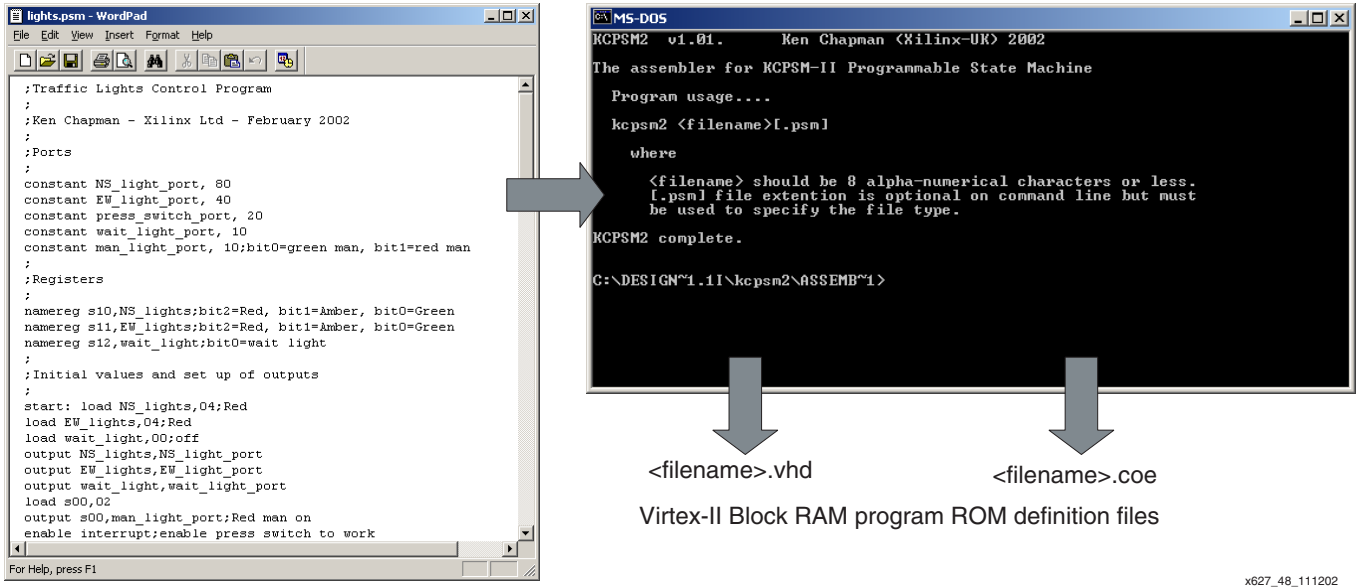 lights.psm - WordPad
File Edit View Insert Format Help
;Traffic Lights Control Program
;
;Ken Chapman - Xilinx Ltd - February 2002
;
;Ports
;
constant NS_light_port, 80
constant EW_light_port, 40
constant press_switch_port, 20
constant wait_light_port, 10
constant man_light_port, 10;bit0=green man, bit1=red man
;
;Registers
;
namereg s10,NS_lights;bit2=Red, bit1=Amber, bit0=Green
namereg s11,EW_lights;bit2=Red, bit1=Amber, bit0=Green
namereg s12,wait_light;bit0=wait light
;
;Initial values and set up of outputs
;
start: load NS_lights,04;Red
load EW_lights,04;Red
load wait_light,00;off
output NS_lights,NS_light_port
output EW_lights,EW_light_port
output wait_light,wait_light_port
load s00,02
output s00,man_light_port;Red man on
enable interrupt;enable press switch to work
For Help, press F1
MS-DOS
KCPSM2 v1.01. Ken Chapman (Xilinx-UK) 2002
The assembler for KCPSM-II Programmable State Machine
Program usage....
kcpsm2 <filename>[.psm]
where
<filename> should be 8 alpha-numerical characters or less.
[.psm] file extention is optional on command line but must
be used to specify the file type.
KCPSM2 complete.
C:\DESIGN~1.1I\kcpsm2\ASSEMB~1>
<filename>.vhd
<filename>.coe
Virtex-II Block RAM program ROM definition files
x627_48_111202